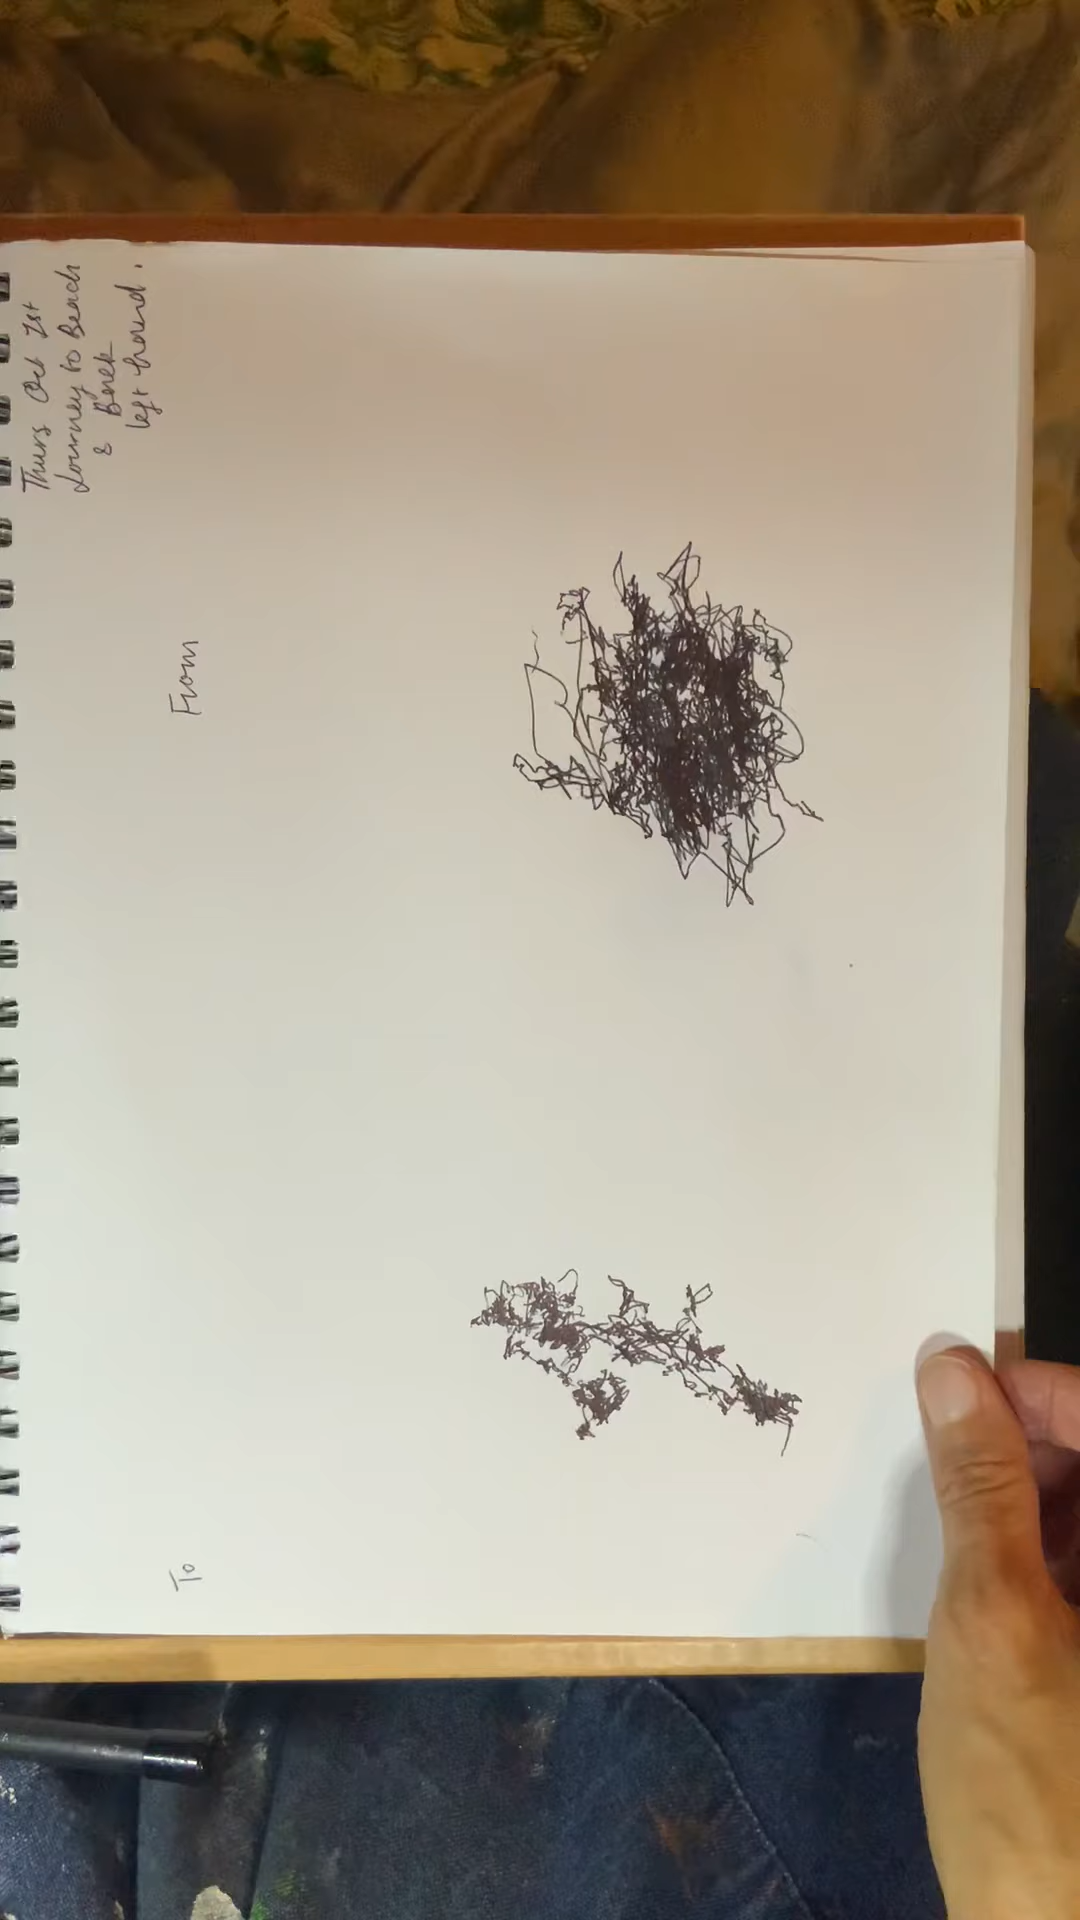 Thurs Oct 1st
Journey to Beach
& Back
left hand.
To
From